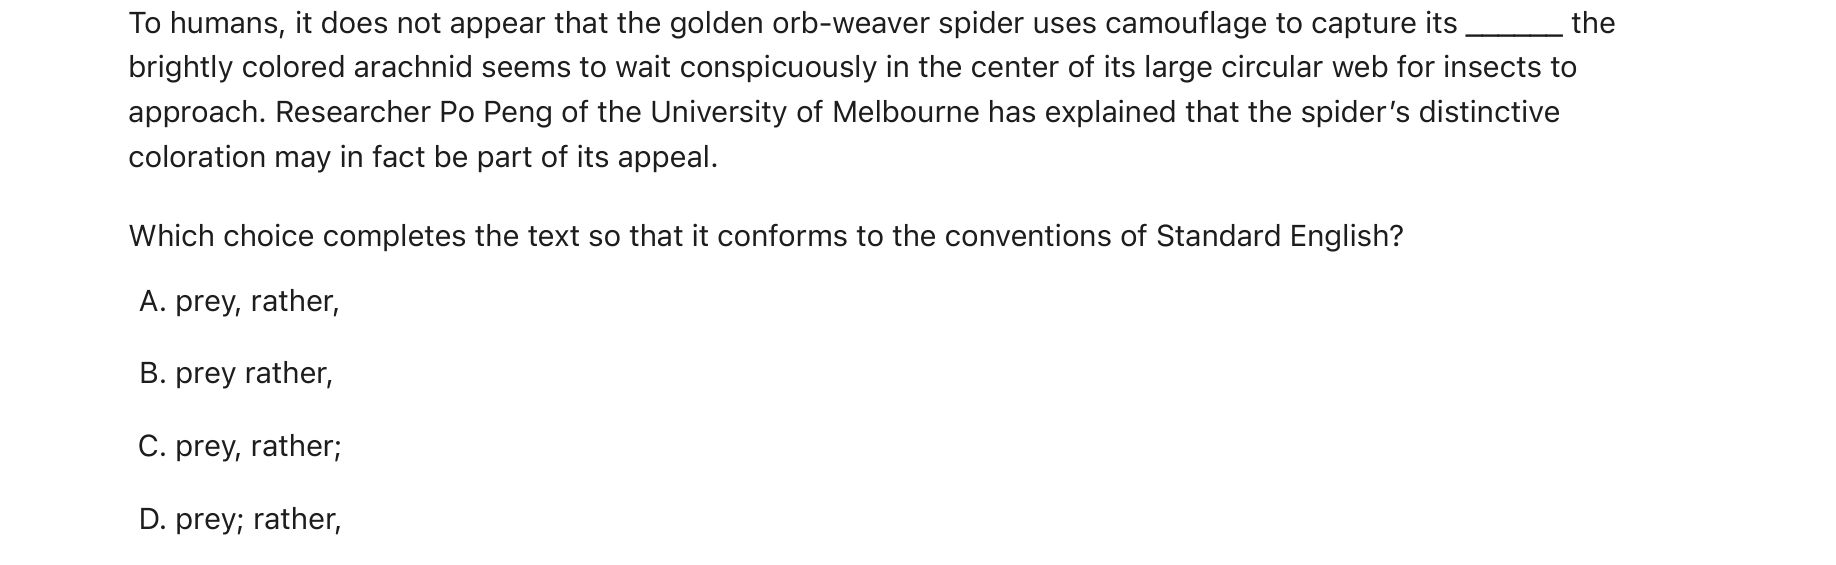 To humans, it does not appear that the golden orb-weaver spider uses camouflage to capture its ______ the
brightly colored arachnid seems to wait conspicuously in the center of its large circular web for insects to
approach. Researcher Po Peng of the University of Melbourne has explained that the spider's distinctive
coloration may in fact be part of its appeal.
Which choice completes the text so that it conforms to the conventions of Standard English?
A. prey, rather,
B. prey rather,
C. prey, rather;
D. prey; rather,